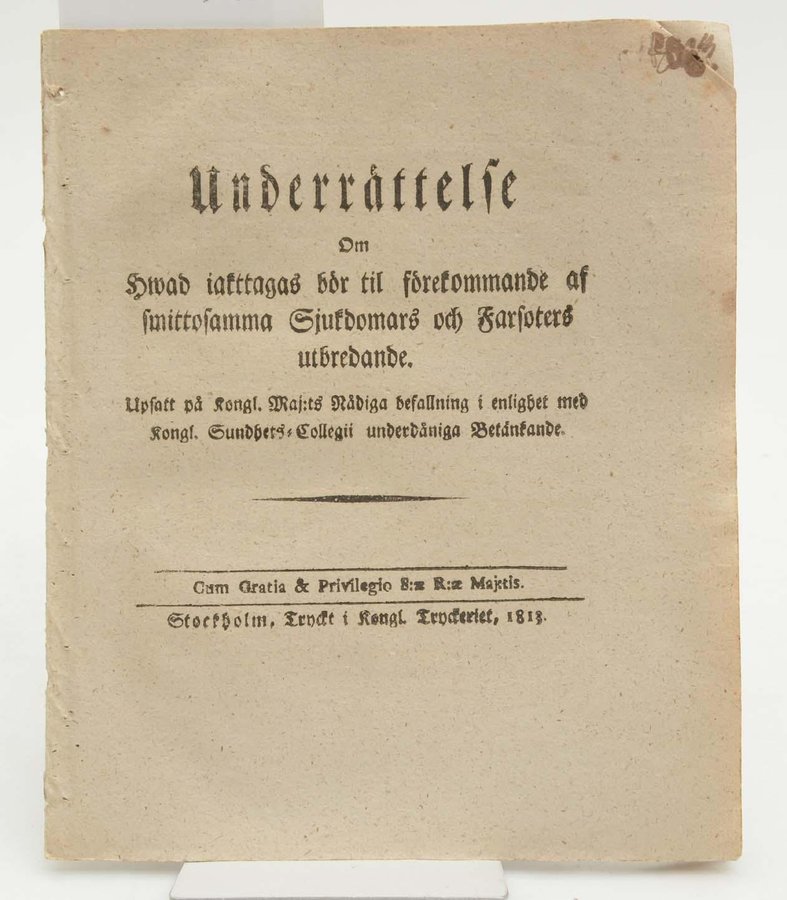 Underrättelse
Om
Hwad iakttagas bör til förekommande af
smittosamma Sjukdomars och Farsoters
utbredande.
Upsatt på Kongl. Maj:ts Nådiga befallning i enlighet med
Kongl. Sundhets-Collegii underdåniga Betänkande.
Cum Gratia & Privilegio S:æ R:æ Maj:tis.
Stockholm, Tryckt i Kongl. Tryckeriet, 1813.